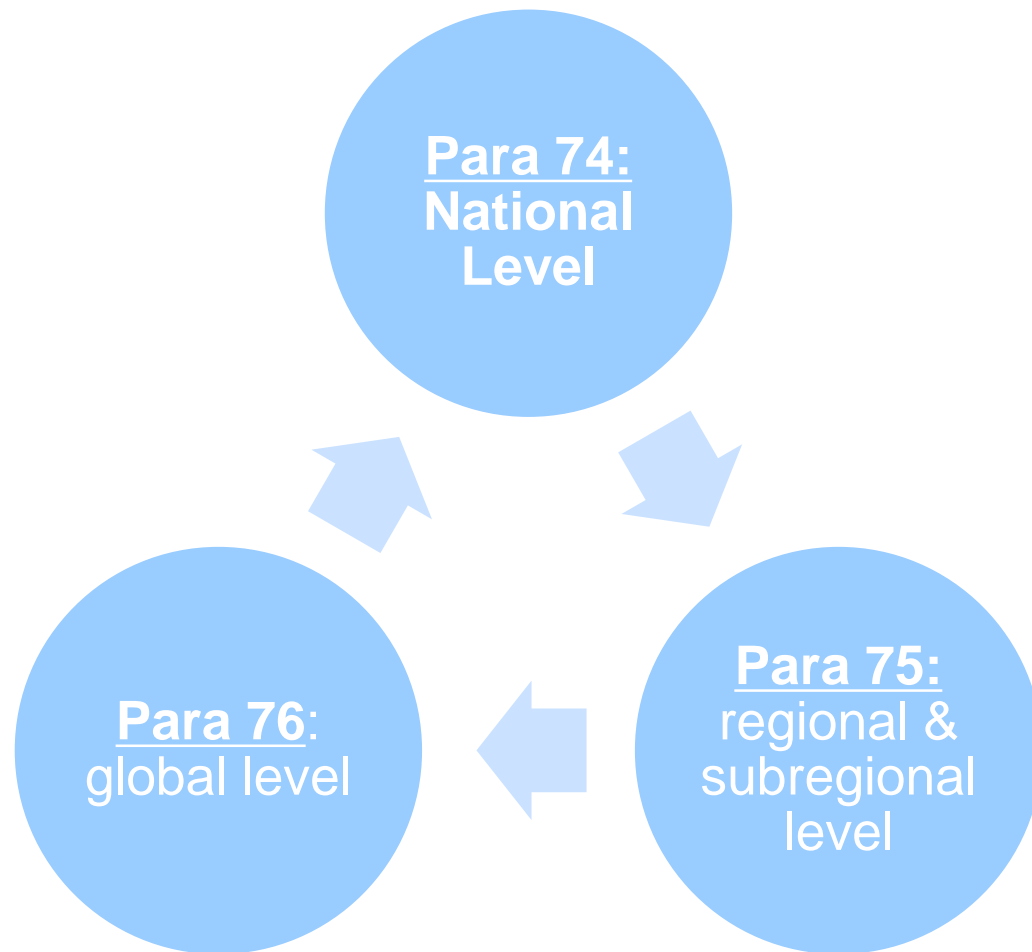 Para 74:
National
Level
Para 75:
regional &
subregional
level
Para 76:
global level